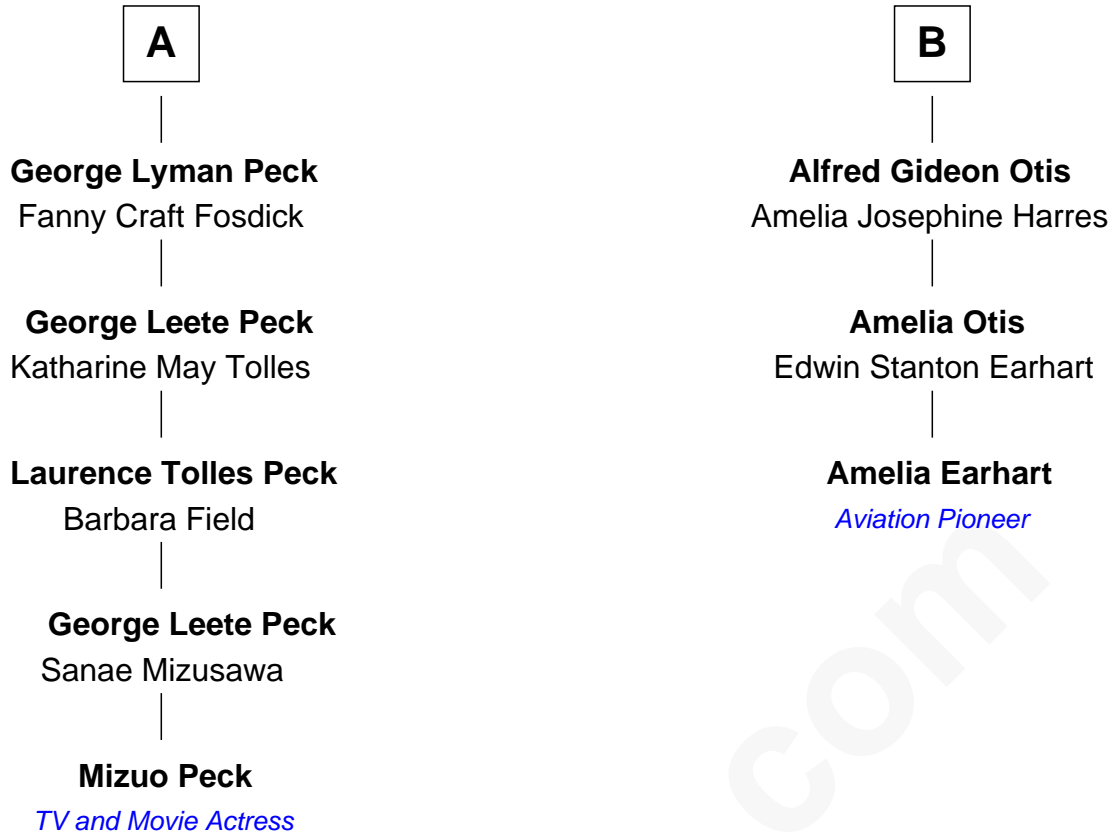 A
George Lyman Peck
Fanny Craft Fosdick
George Leete Peck
Katharine May Tolles
Laurence Tolles Peck
Barbara Field
George Leete Peck
Sanae Mizusawa
Mizuo Peck
TV and Movie Actress
B
Alfred Gideon Otis
Amelia Josephine Harres
Amelia Otis
Edwin Stanton Earhart
Amelia Earhart
Aviation Pioneer
com